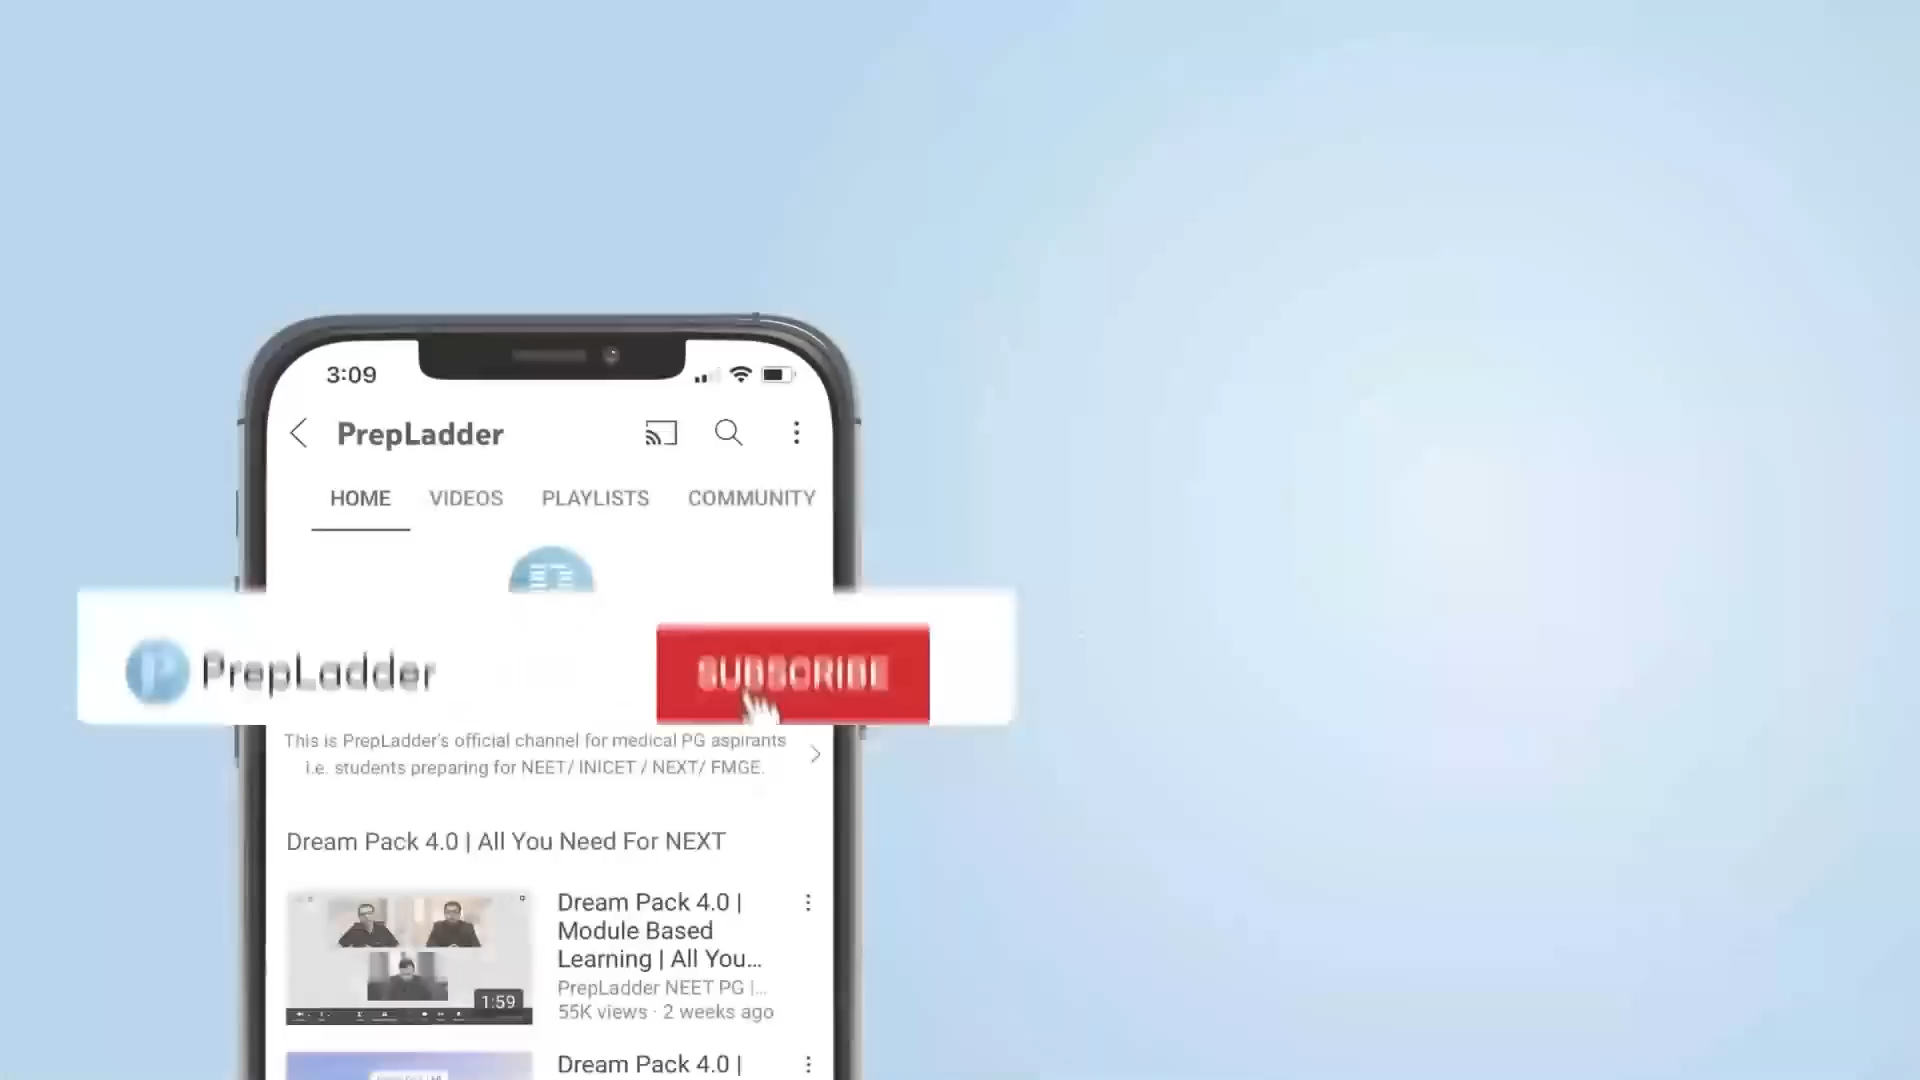 3:09
PrepLadder
HOME VIDEOS PLAYLISTS COMMUNITY
PrepLadder SUBSCRIBE
This is PrepLadder's official channel for medical PG aspirants
i.e. students preparing for NEET/ INICET / NEXT/ FMGE.
Dream Pack 4.0 | All You Need For NEXT
Dream Pack 4.0 |
Module Based
Learning | All You...
PrepLadder NEET PG |...
55K views · 2 weeks ago
1:59
Dream Pack 4.0 |